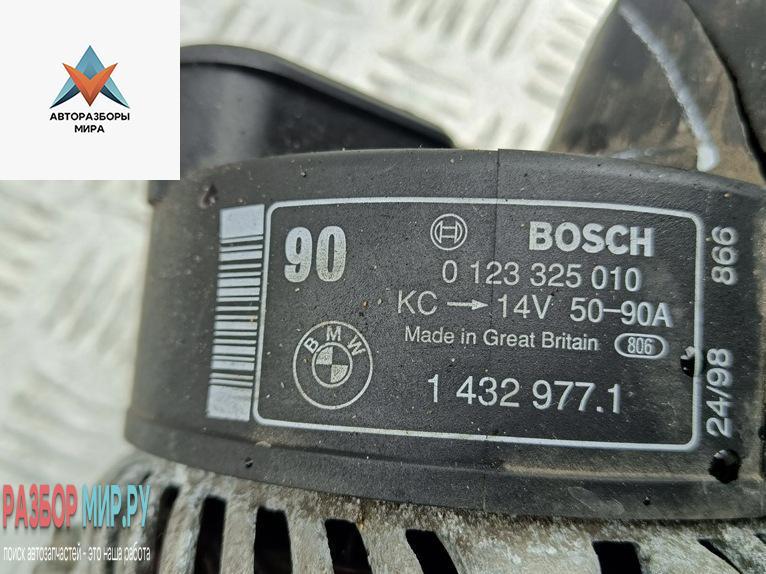 АВТОРАЗБОРЫ
МИРА
90
BOSCH
0 123 325 010
KC → 14V 50-90A
Made in Great Britain 806
BMW
1 432 977.1
24/98 866
РАЗБОР МИР.РУ
поиск автозапчастей - это наша работа